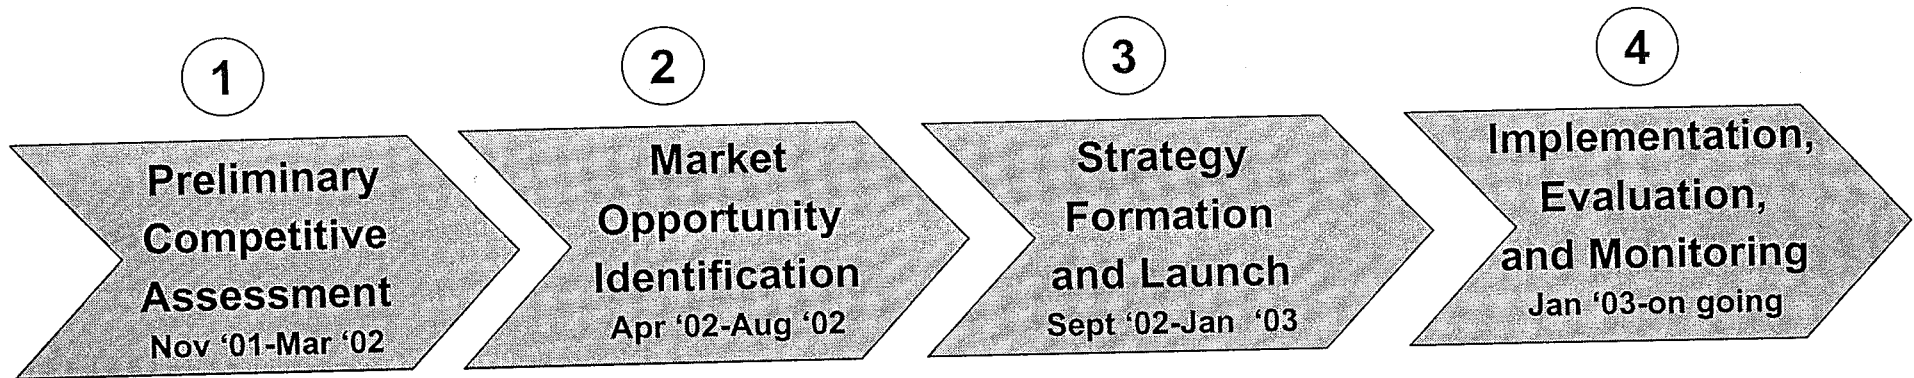 1
Preliminary
Competitive
Assessment
Nov ‘01-Mar ‘02
2
Market
Opportunity
Identification
Apr ‘02-Aug ‘02
3
Strategy
Formation
and Launch
Sept ‘02-Jan ‘03
4
Implementation,
Evaluation,
and Monitoring
Jan ‘03-on going